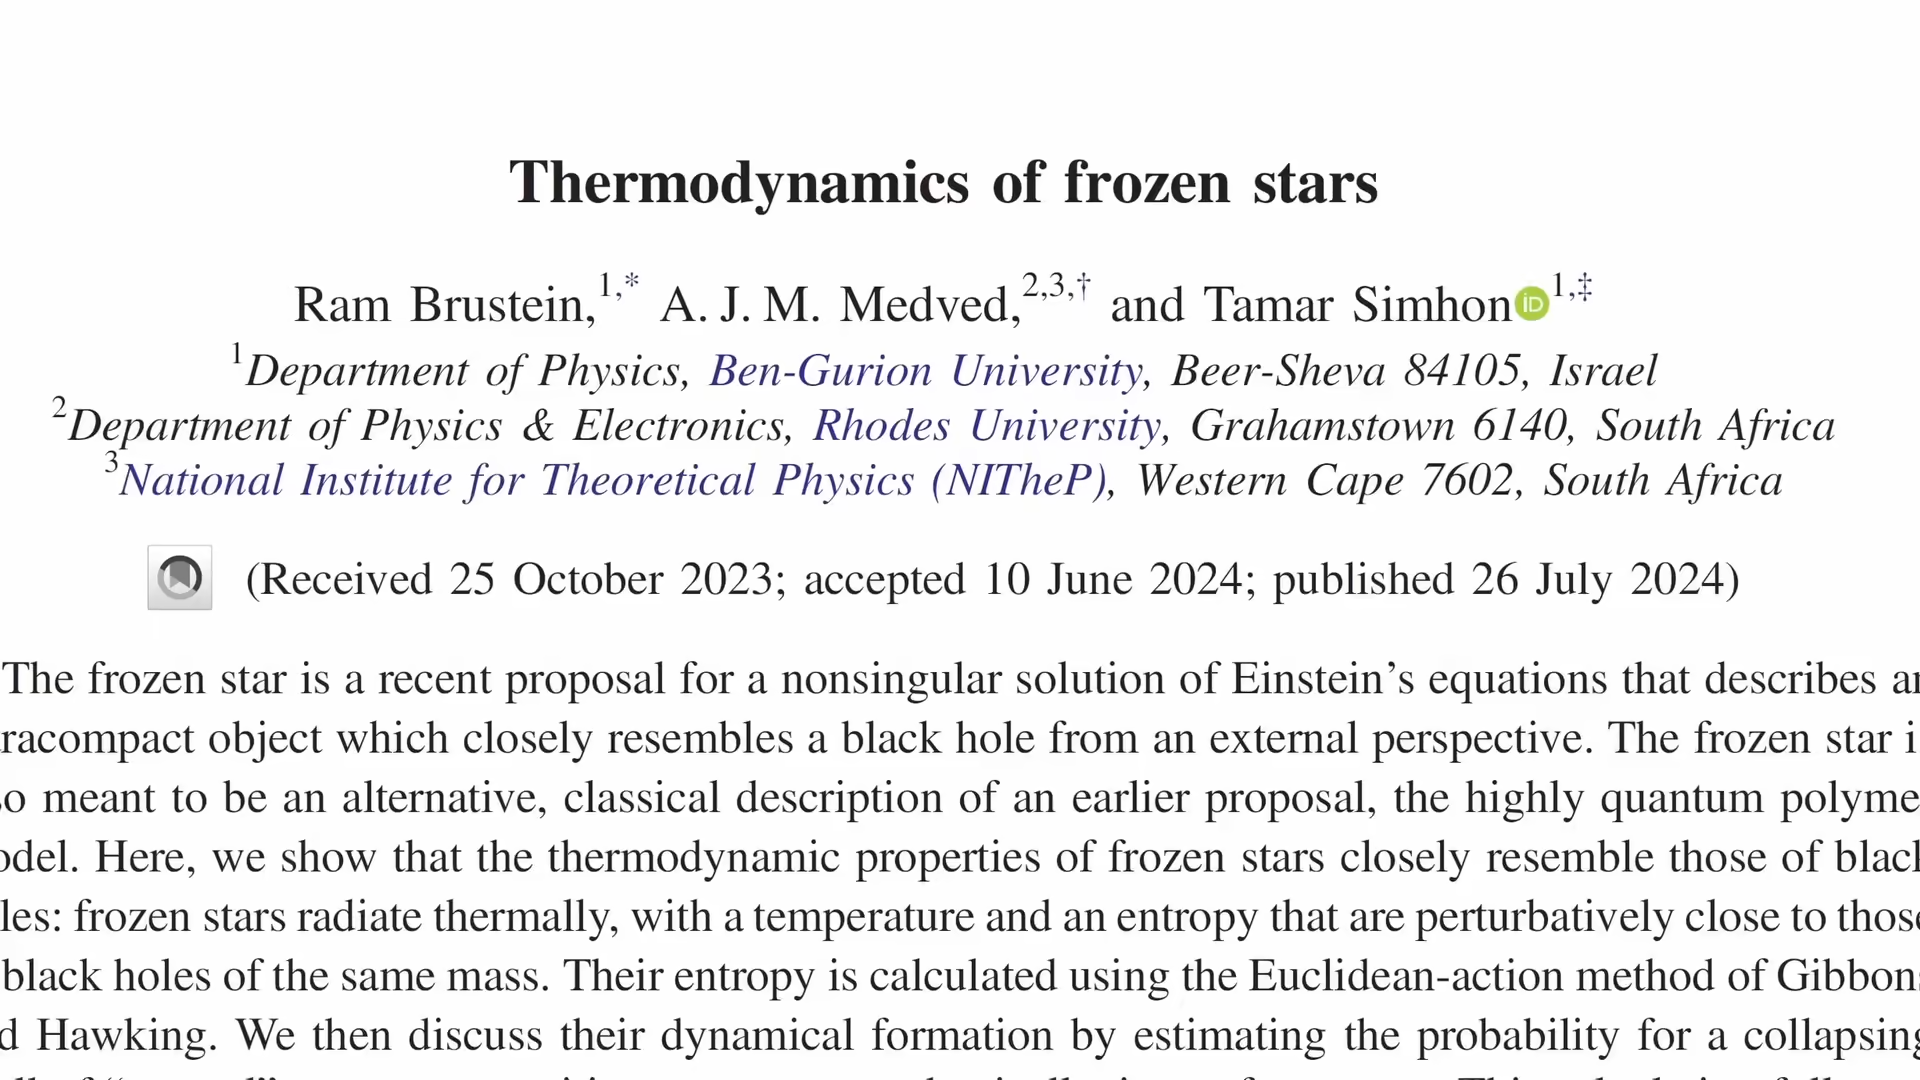 Thermodynamics of frozen stars
Ram Brustein,1,* A. J. M. Medved,2,3,† and Tamar Simhon iD 1,‡
1Department of Physics, Ben-Gurion University, Beer-Sheva 84105, Israel
2Department of Physics & Electronics, Rhodes University, Grahamstown 6140, South Africa
3National Institute for Theoretical Physics (NITheP), Western Cape 7602, South Africa
(Received 25 October 2023; accepted 10 June 2024; published 26 July 2024)
The frozen star is a recent proposal for a nonsingular solution of Einstein's equations that describes
racompact object which closely resembles a black hole from an external perspective. The frozen star
so meant to be an alternative, classical description of an earlier proposal, the highly quantum polyme
odel. Here, we show that the thermodynamic properties of frozen stars closely resemble those of black
les: frozen stars radiate thermally, with a temperature and an entropy that are perturbatively close to those
black holes of the same mass. Their entropy is calculated using the Euclidean-action method of Gibbons
d Hawking. We then discuss their dynamical formation by estimating the probability for a collapsing